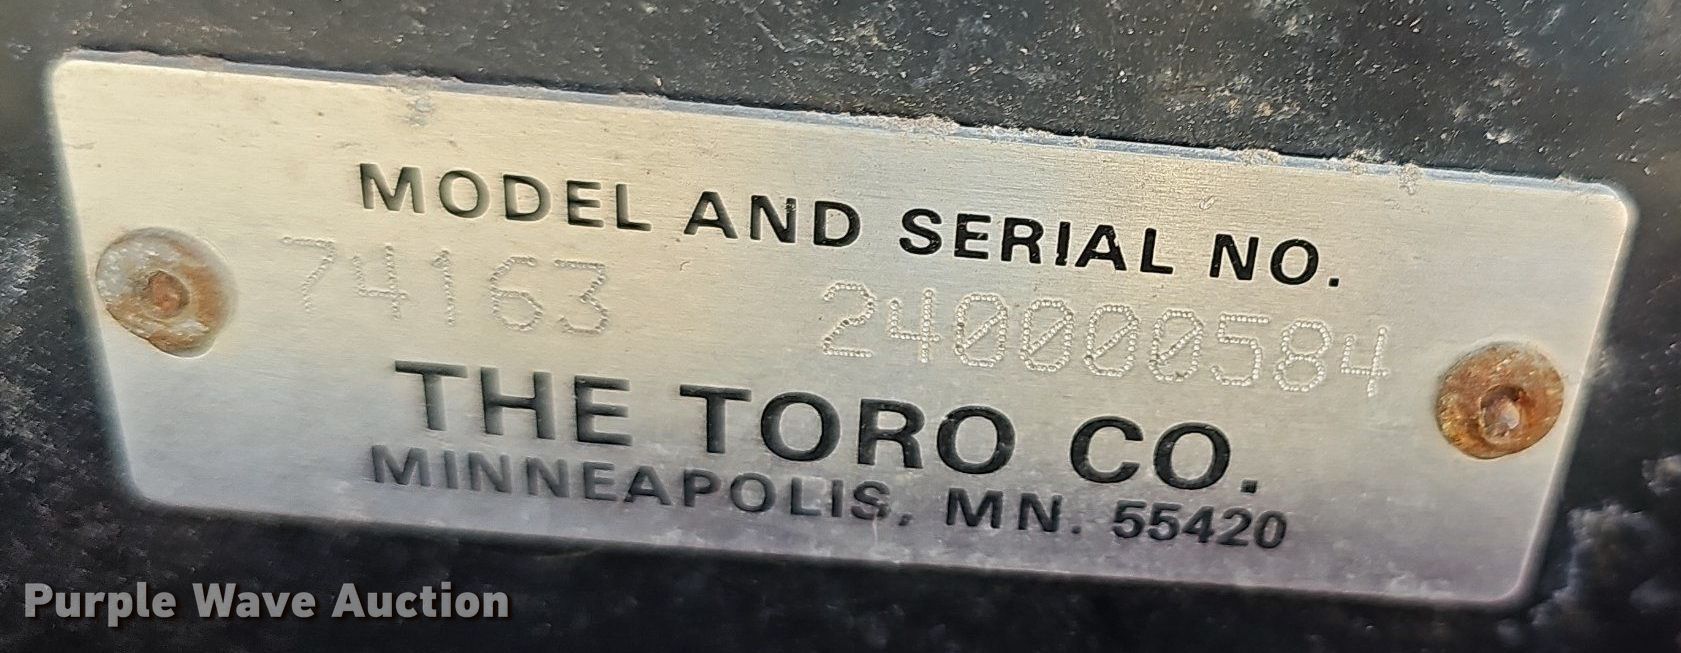 MODEL AND SERIAL NO.
74163 240000584
THE TORO CO.
MINNEAPOLIS, MN. 55420
Purple Wave Auction